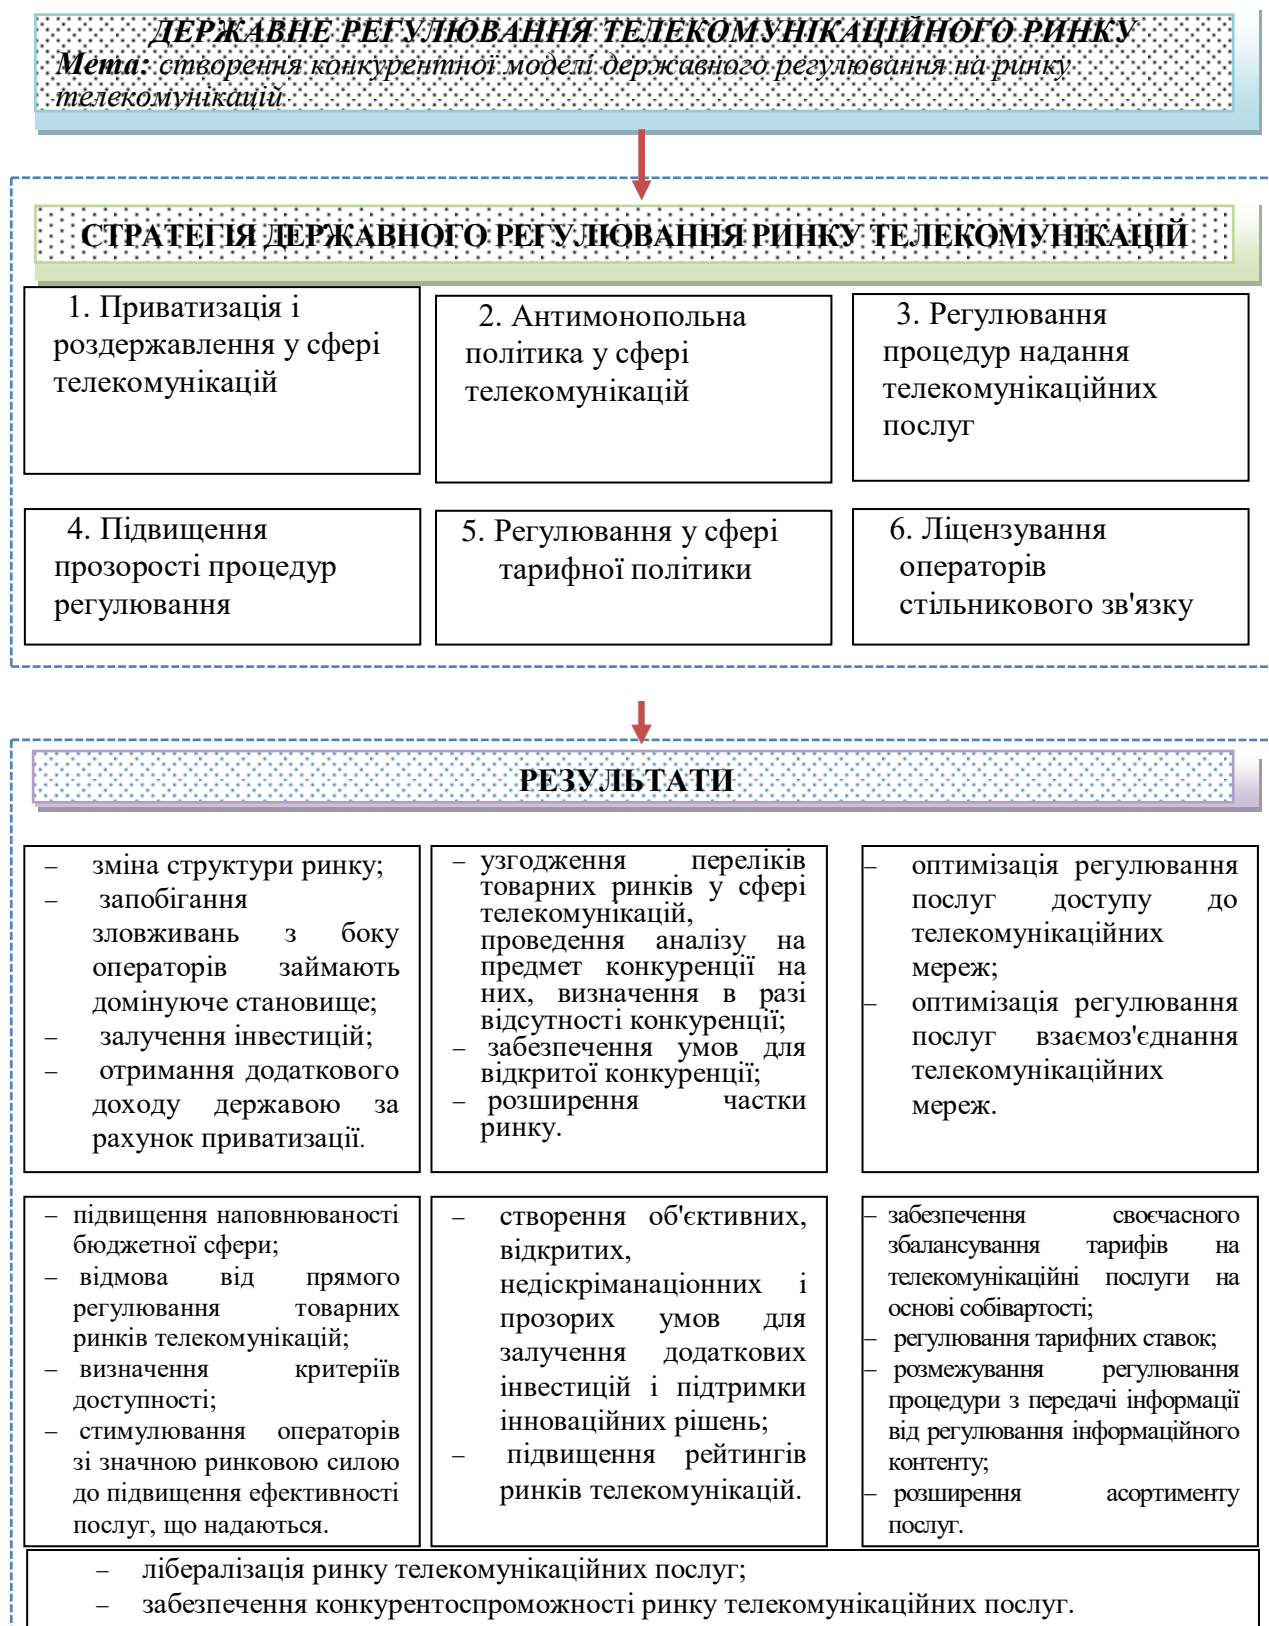 ДЕРЖАВНЕ РЕГУЛЮВАННЯ ТЕЛЕКОМУНІКАЦІЙНОГО РИНКУ
Мета: створення конкурентної моделі державного регулювання на ринку
телекомунікацій
СТРАТЕГІЯ ДЕРЖАВНОГО РЕГУЛЮВАННЯ РИНКУ ТЕЛЕКОМУНІКАЦІЙ
1. Приватизація і
роздержавлення у сфері
телекомунікацій
2. Антимонопольна
політика у сфері
телекомунікацій
3. Регулювання
процедур надання
телекомунікаційних
послуг
4. Підвищення
прозорості процедур
регулювання
5. Регулювання у сфері
тарифної політики
6. Ліцензування
операторів
стільникового зв'язку
РЕЗУЛЬТАТИ
– зміна структури ринку;
– запобігання
зловживань з боку
операторів займають
домінуюче становище;
– залучення інвестицій;
– отримання додаткового
доходу державою за
рахунок приватизації.
– узгодження переліків
товарних ринків у сфері
телекомунікацій,
проведення аналізу на
предмет конкуренції на
них, визначення в разі
відсутності конкуренції;
– забезпечення умов для
відкритої конкуренції;
– розширення частки
ринку.
– оптимізація регулювання
послуг доступу до
телекомунікаційних
мереж;
– оптимізація регулювання
послуг взаємоз'єднання
телекомунікаційних
мереж.
– підвищення наповнюваності
бюджетної сфери;
– відмова від прямого
регулювання товарних
ринків телекомунікацій;
– визначення критеріїв
доступності;
– стимулювання операторів
зі значною ринковою силою
до підвищення ефективності
послуг, що надаються.
– створення об'єктивних,
відкритих,
недіскріманаціонних і
прозорих умов для
залучення додаткових
інвестицій і підтримки
інноваційних рішень;
– підвищення рейтингів
ринків телекомунікацій.
– забезпечення своєчасного
збалансування тарифів на
телекомунікаційні послуги на
основі собівартості;
– регулювання тарифних ставок;
– розмежування регулювання
процедури з передачі інформації
від регулювання інформаційного
контенту;
– розширення асортименту
послуг.
– лібералізація ринку телекомунікаційних послуг;
– забезпечення конкурентоспроможності ринку телекомунікаційних послуг.